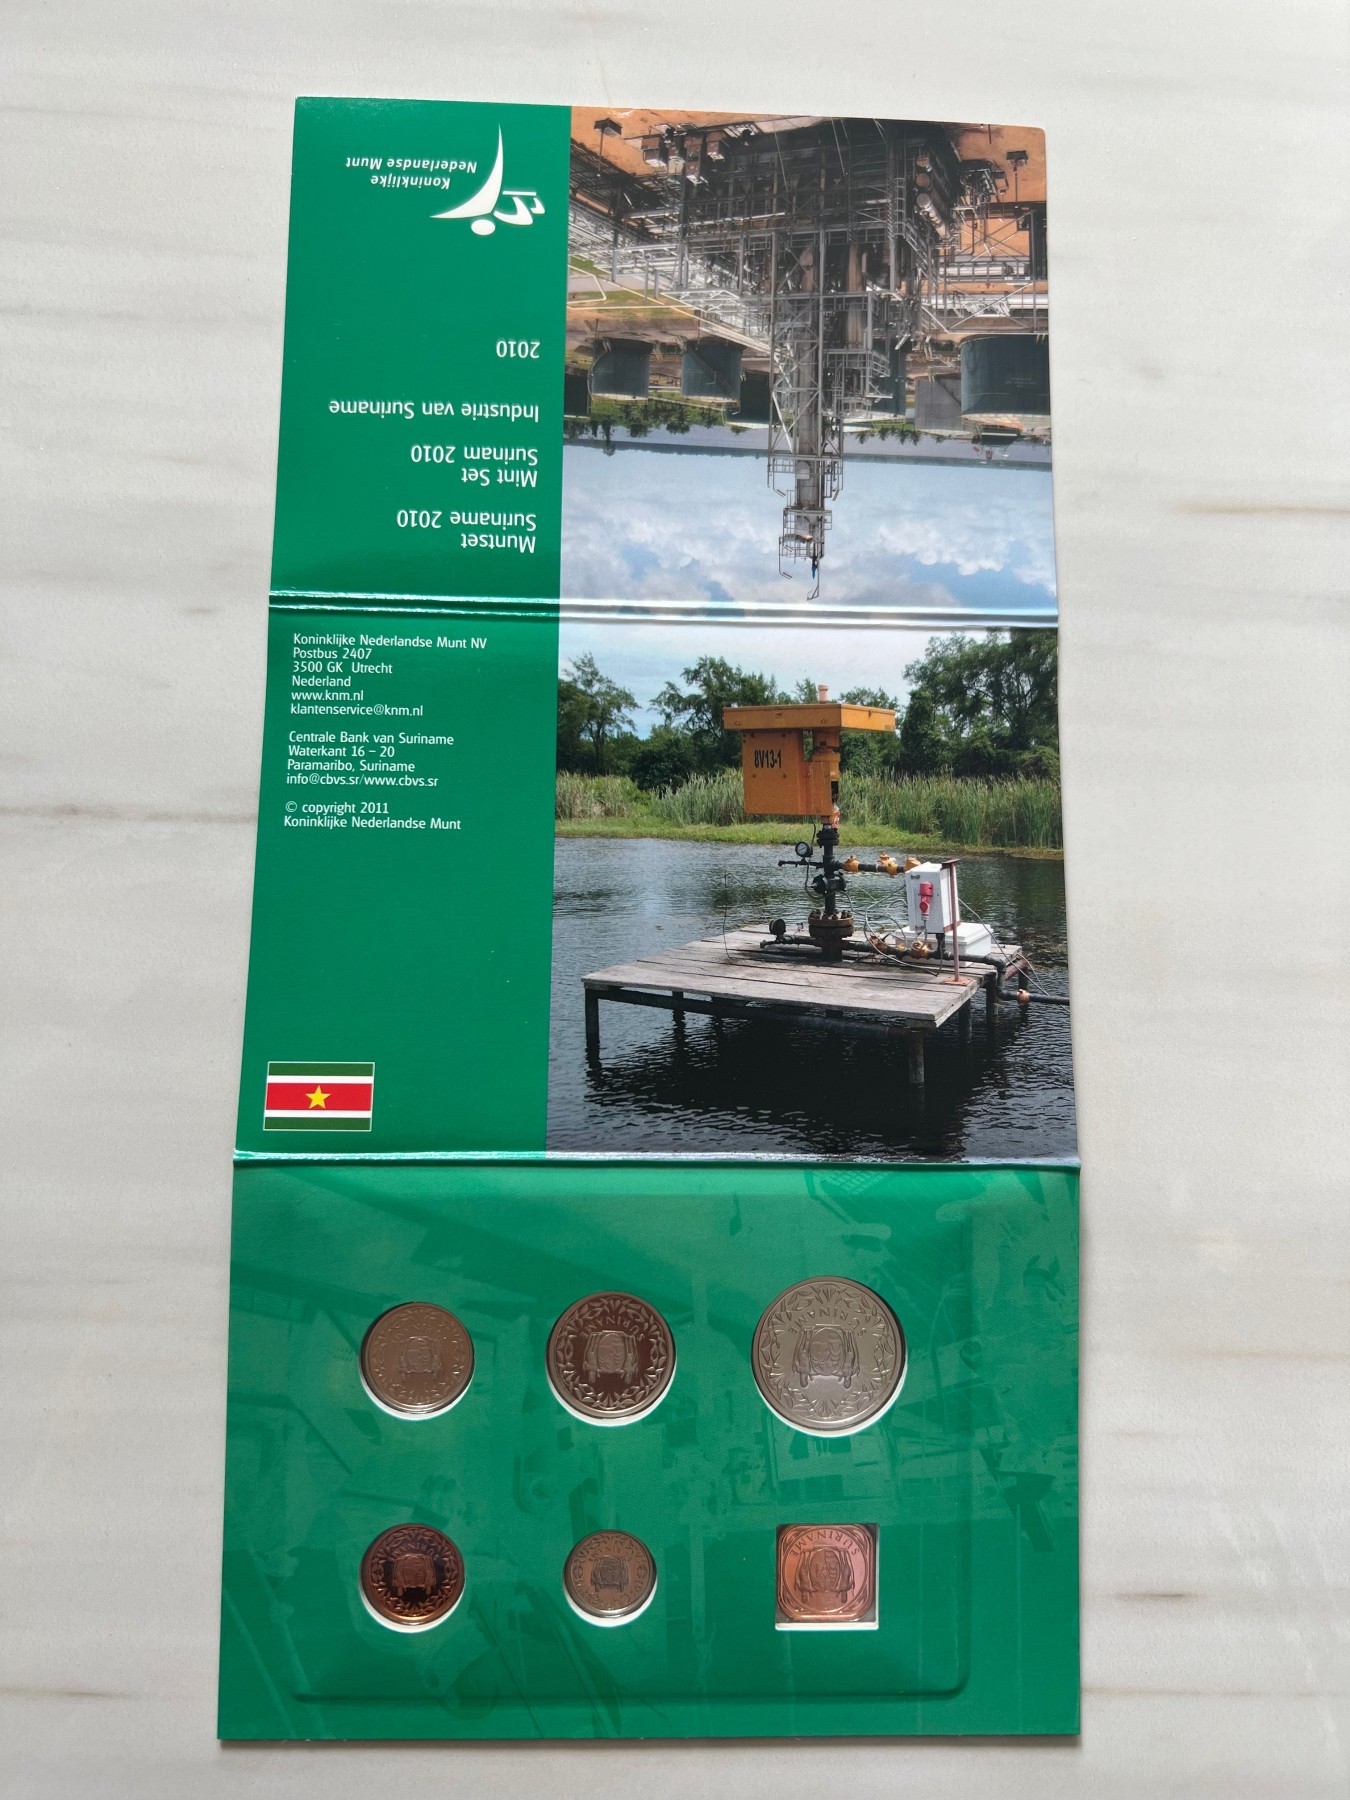 Koninklijke
Nederlandse Munt
2010
Industrie van Suriname
Mint Set
Surinam 2010
Muntset
Suriname 2010
Koninklijke Nederlandse Munt NV
Postbus 2407
3500 GK Utrecht
Nederland
www.knm.nl
klantenservice@knm.nl
Centrale Bank van Suriname
Waterkant 16 – 20
Paramaribo, Suriname
info@cbvs.sr/www.cbvs.sr
© copyright 2011
Koninklijke Nederlandse Munt
8V13-1
SURINAME
SURINAME
SURINAME